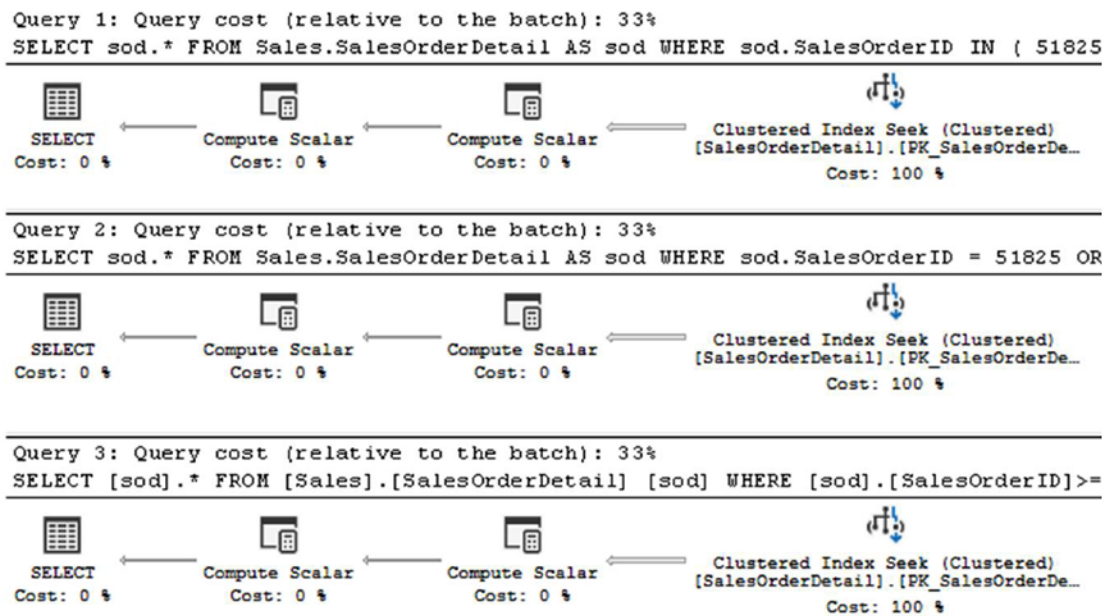 Query 1: Query cost (relative to the batch): 33%
SELECT sod.* FROM Sales.SalesOrderDetail AS sod WHERE sod.SalesOrderID IN ( 51825
SELECT Compute Scalar Compute Scalar Clustered Index Seek (Clustered)
[SalesOrderDetail].[PK_SalesOrderDe…
Cost: 0 % Cost: 0 % Cost: 0 % Cost: 100 %
Query 2: Query cost (relative to the batch): 33%
SELECT sod.* FROM Sales.SalesOrderDetail AS sod WHERE sod.SalesOrderID = 51825 OR
SELECT Compute Scalar Compute Scalar Clustered Index Seek (Clustered)
[SalesOrderDetail].[PK_SalesOrderDe…
Cost: 0 % Cost: 0 % Cost: 0 % Cost: 100 %
Query 3: Query cost (relative to the batch): 33%
SELECT [sod].* FROM [Sales].[SalesOrderDetail] [sod] WHERE [sod].[SalesOrderID]>=
SELECT Compute Scalar Compute Scalar Clustered Index Seek (Clustered)
[SalesOrderDetail].[PK_SalesOrderDe…
Cost: 0 % Cost: 0 % Cost: 0 % Cost: 100 %